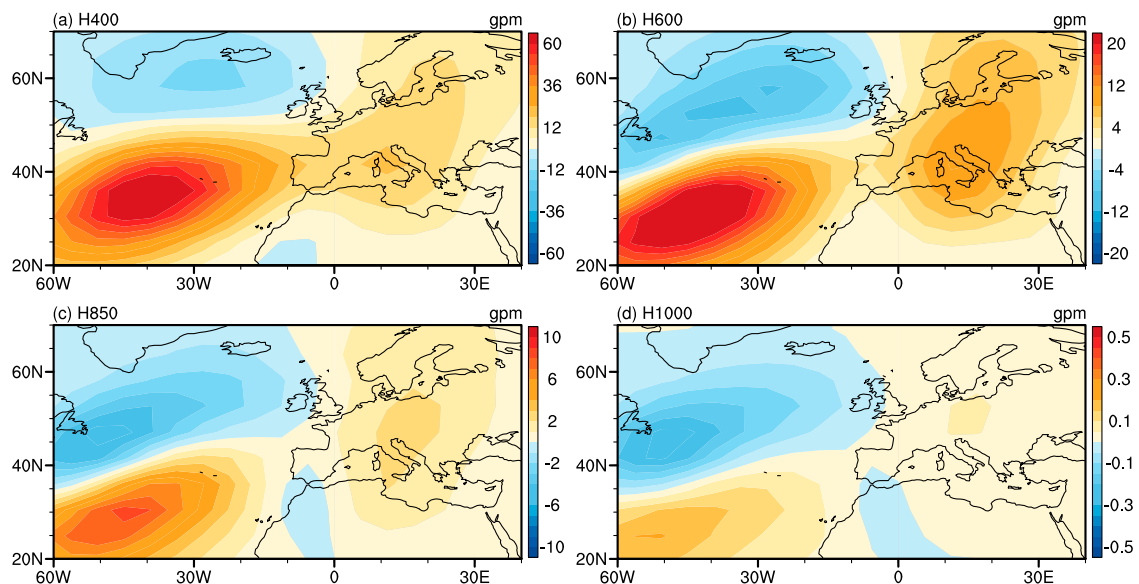 (a) H400 gpm
60N
40N
20N
60W 30W 0 30E
60
36
12
-12
-36
-60
(b) H600 gpm
60N
40N
20N
60W 30W 0 30E
20
12
4
-4
-12
-20
(c) H850 gpm
60N
40N
20N
60W 30W 0 30E
10
6
2
-2
-6
-10
(d) H1000 gpm
60N
40N
20N
60W 30W 0 30E
0.5
0.3
0.1
-0.1
-0.3
-0.5